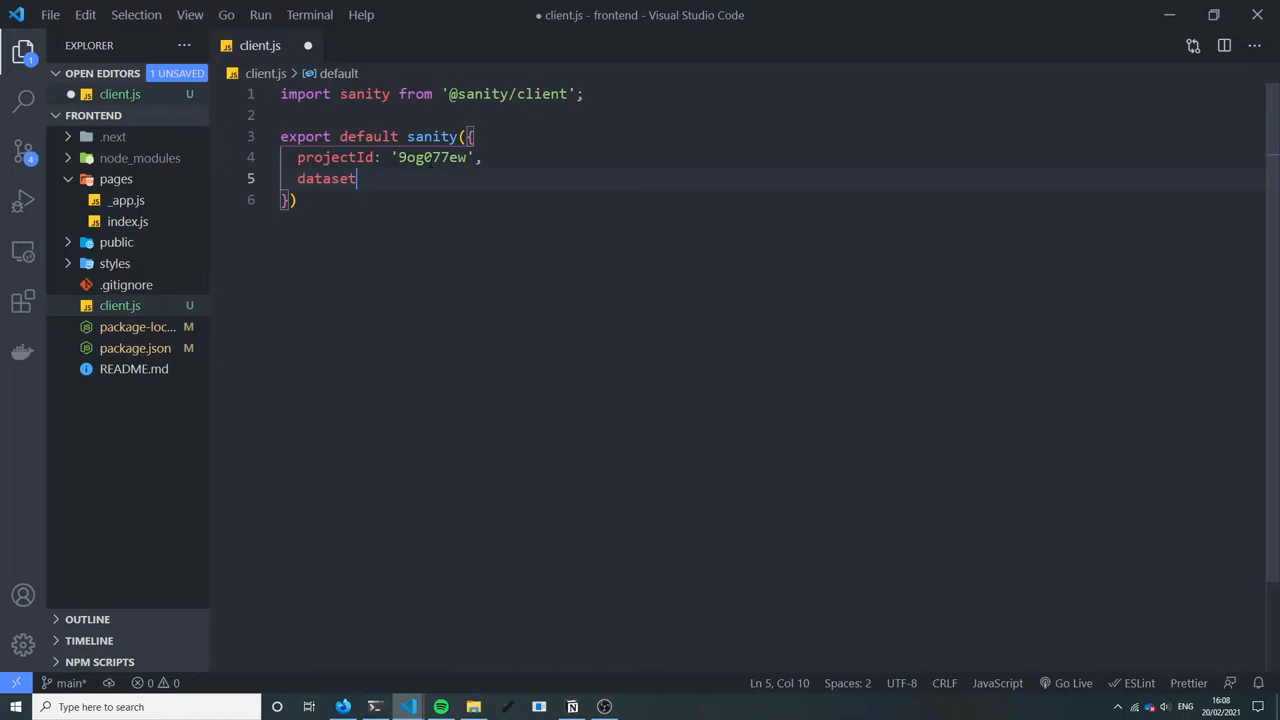 File Edit Selection View Go Run Terminal Help
● client.js - frontend - Visual Studio Code
EXPLORER
client.js
OPEN EDITORS 1 UNSAVED
client.js U
FRONTEND
.next
node_modules
pages
_app.js
index.js
public
styles
.gitignore
client.js U
package-loc... M
package.json M
README.md
OUTLINE
TIMELINE
NPM SCRIPTS
client.js > default
1 import sanity from '@sanity/client';
2
3 export default sanity({
4 projectId: '9og077ew',
5 dataset
6 })
main* 0 0 Ln 5, Col 10 Spaces: 2 UTF-8 CRLF JavaScript Go Live ESLint Prettier
Type here to search
ENG
16:08
20/02/2021
1
4